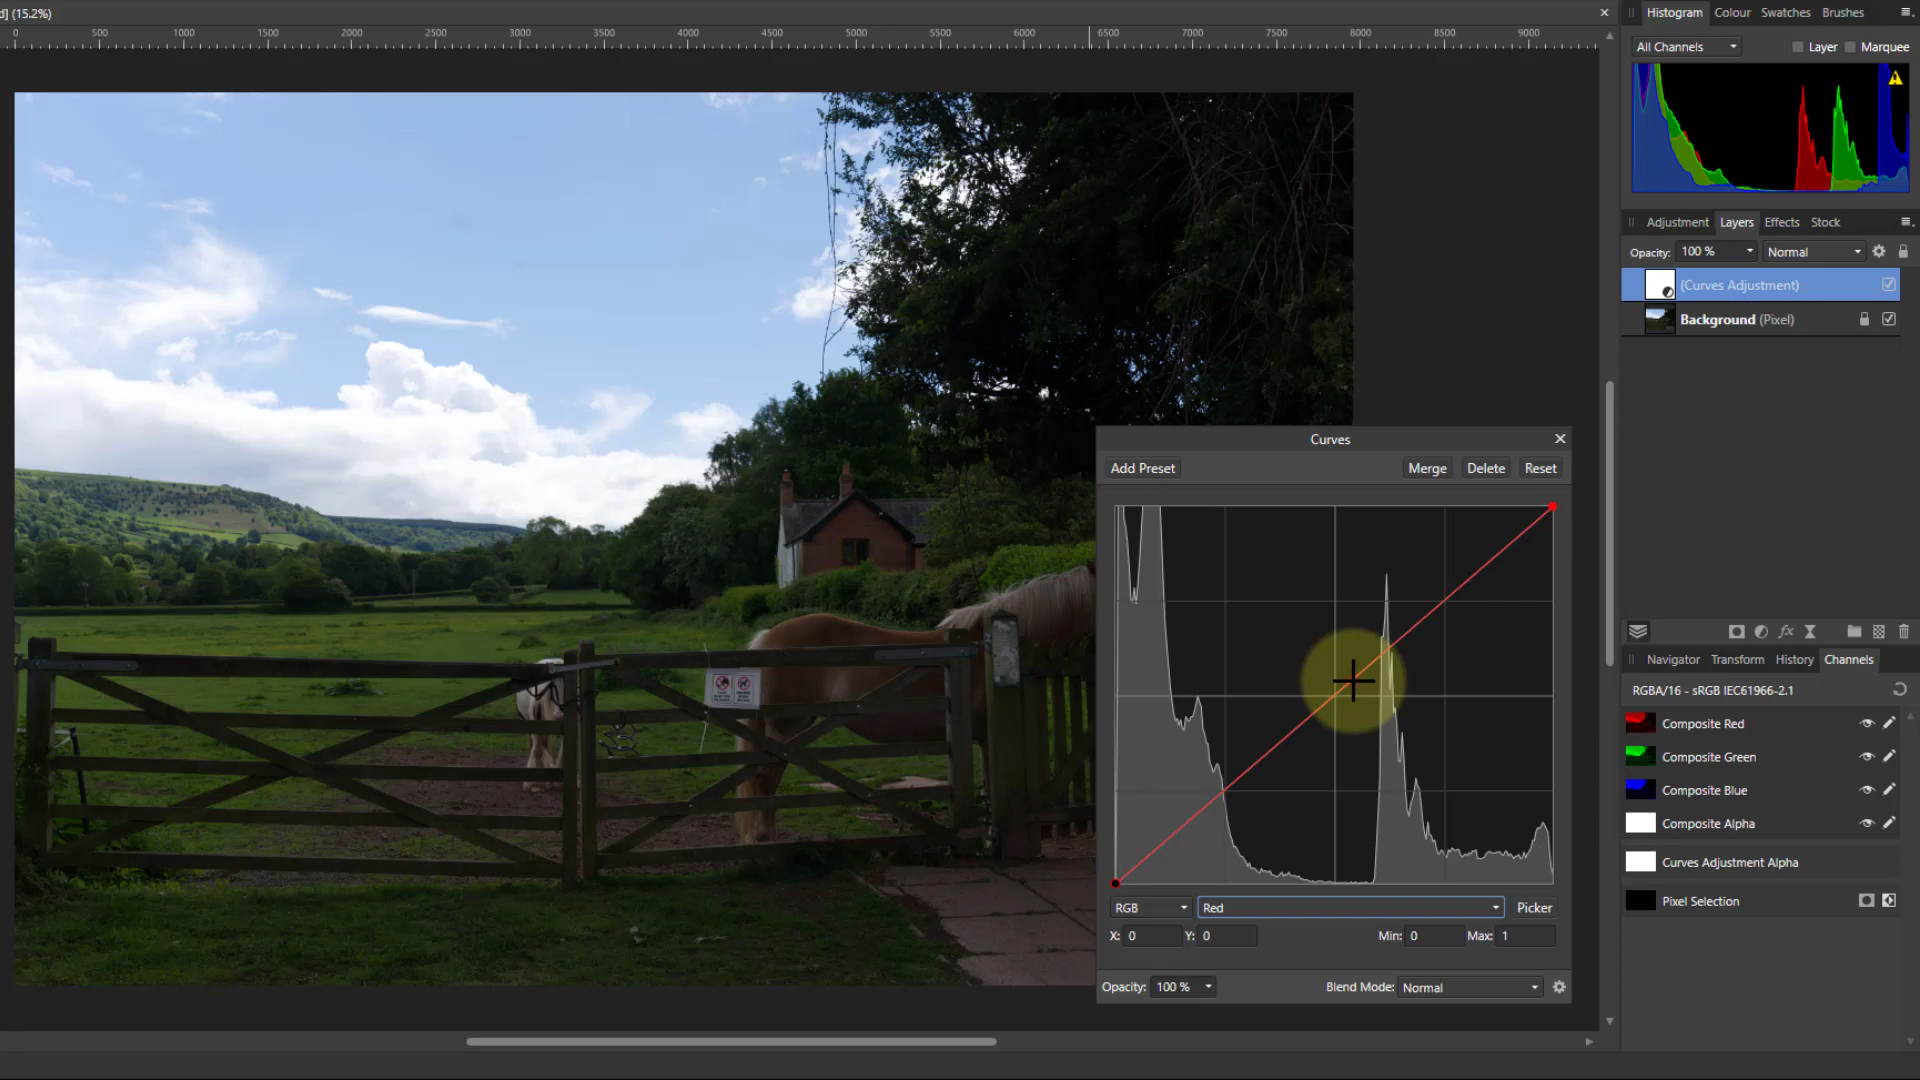 d] (15.2%)
0 500 1000 1500 2000 2500 3000 3500 4000 4500 5000 5500 6000 6500 7000 7500 8000 8500 9000
Histogram Colour Swatches Brushes
All Channels Layer Marquee
Adjustment Layers Effects Stock
Opacity: 100 % Normal
(Curves Adjustment)
Background (Pixel)
Curves
Add Preset Merge Delete Reset
RGB Red Picker
X: 0 Y: 0 Min: 0 Max: 1
Opacity: 100 % Blend Mode: Normal
Navigator Transform History Channels
RGBA/16 - sRGB IEC61966-2.1
Composite Red
Composite Green
Composite Blue
Composite Alpha
Curves Adjustment Alpha
Pixel Selection